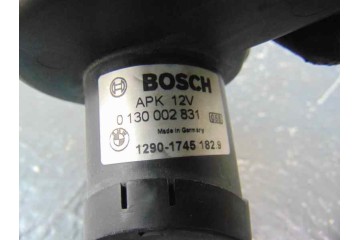 BOSCH
APK 12V
0 130 002 831
Made in Germany
1290-1745 182.9